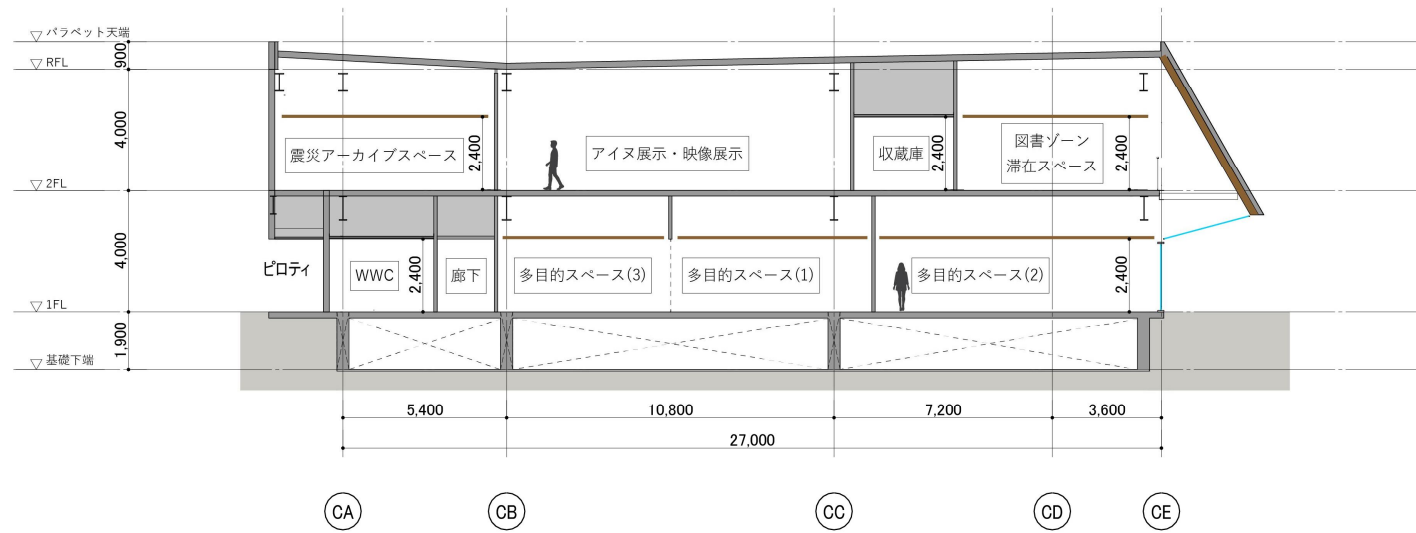 ▽ パラペット天端
900
▽ RFL
4,000
震災アーカイブスペース
2,400
アイヌ展示・映像展示
収蔵庫
2,400
図書ゾーン
滞在スペース
2,400
▽ 2FL
4,000
ピロティ
WWC
2,400
廊下
多目的スペース(3)
多目的スペース(1)
多目的スペース(2)
2,400
▽ 1FL
1,900
▽ 基礎下端
5,400
10,800
7,200
3,600
27,000
CA
CB
CC
CD
CE